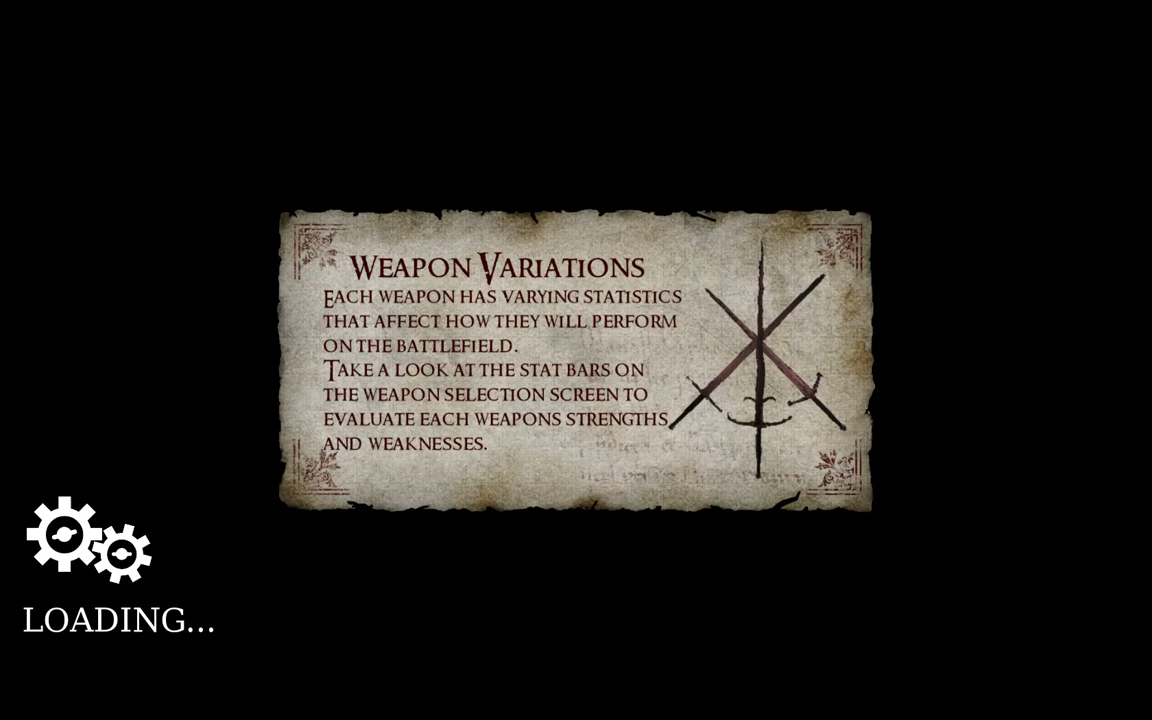 WEAPON VARIATIONS
EACH WEAPON HAS VARYING STATISTICS
THAT AFFECT HOW THEY WILL PERFORM
ON THE BATTLEFIELD.
TAKE A LOOK AT THE STAT BARS ON
THE WEAPON SELECTION SCREEN TO
EVALUATE EACH WEAPONS STRENGTHS
AND WEAKNESSES.
LOADING...